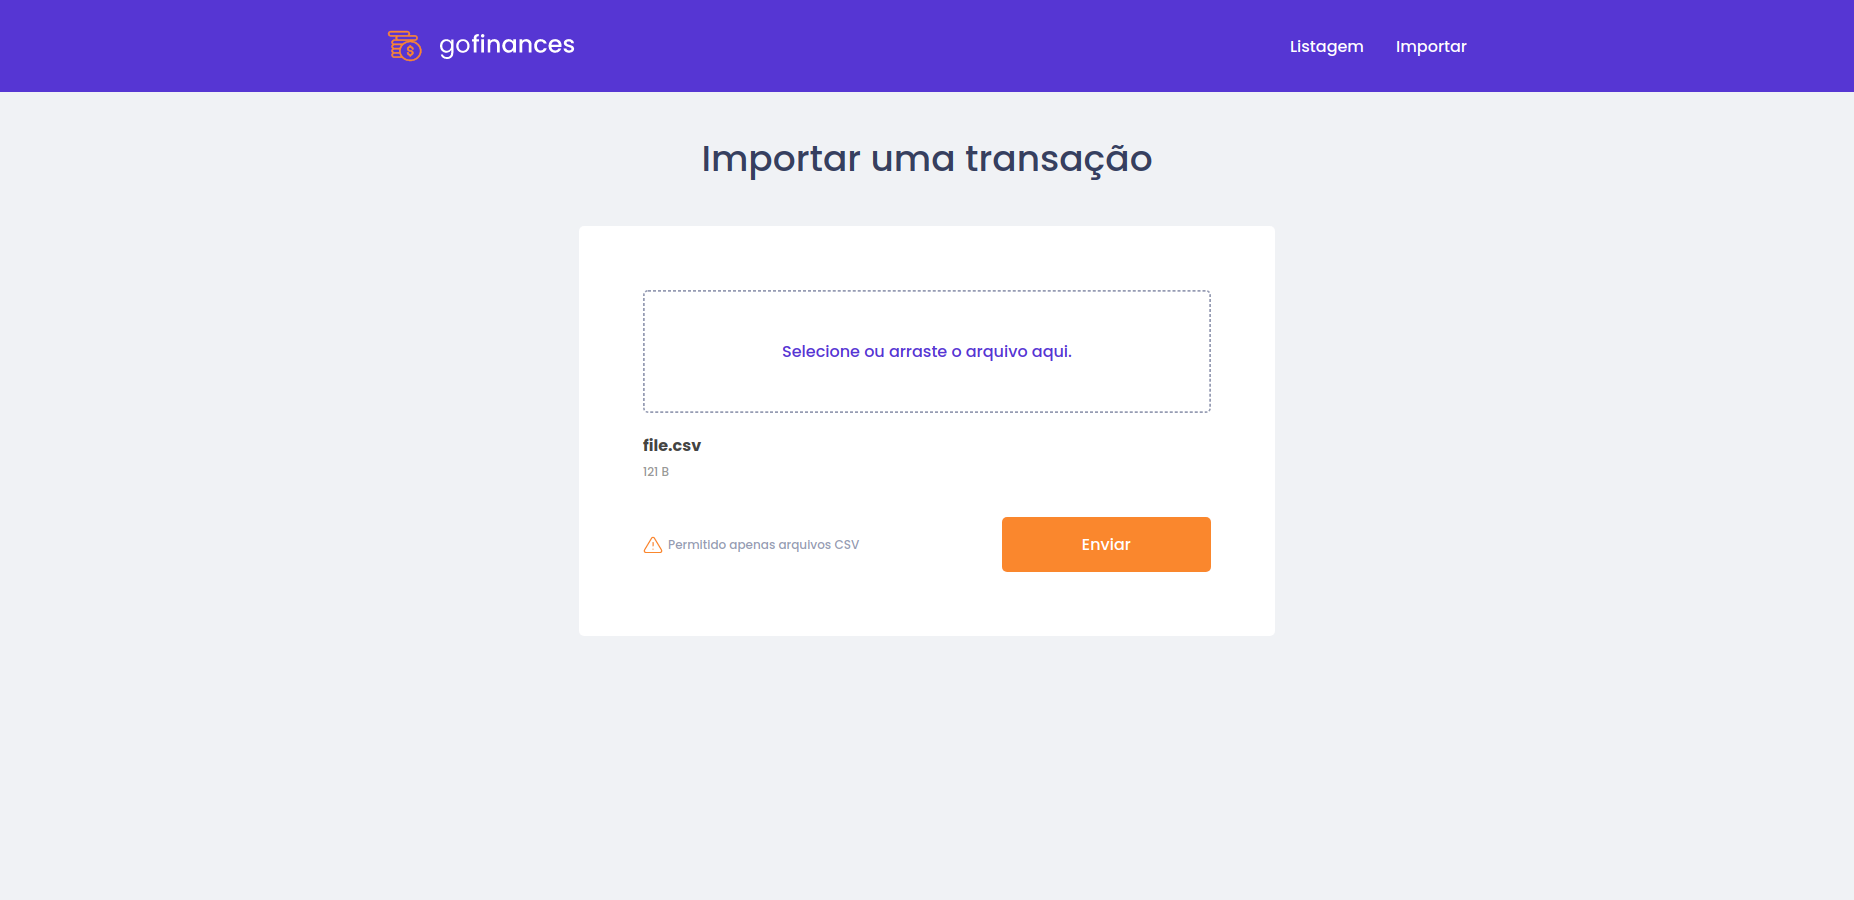 gofinances
Listagem
Importar
Importar uma transação
Selecione ou arraste o arquivo aqui.
file.csv
121 B
Permitido apenas arquivos CSV
Enviar